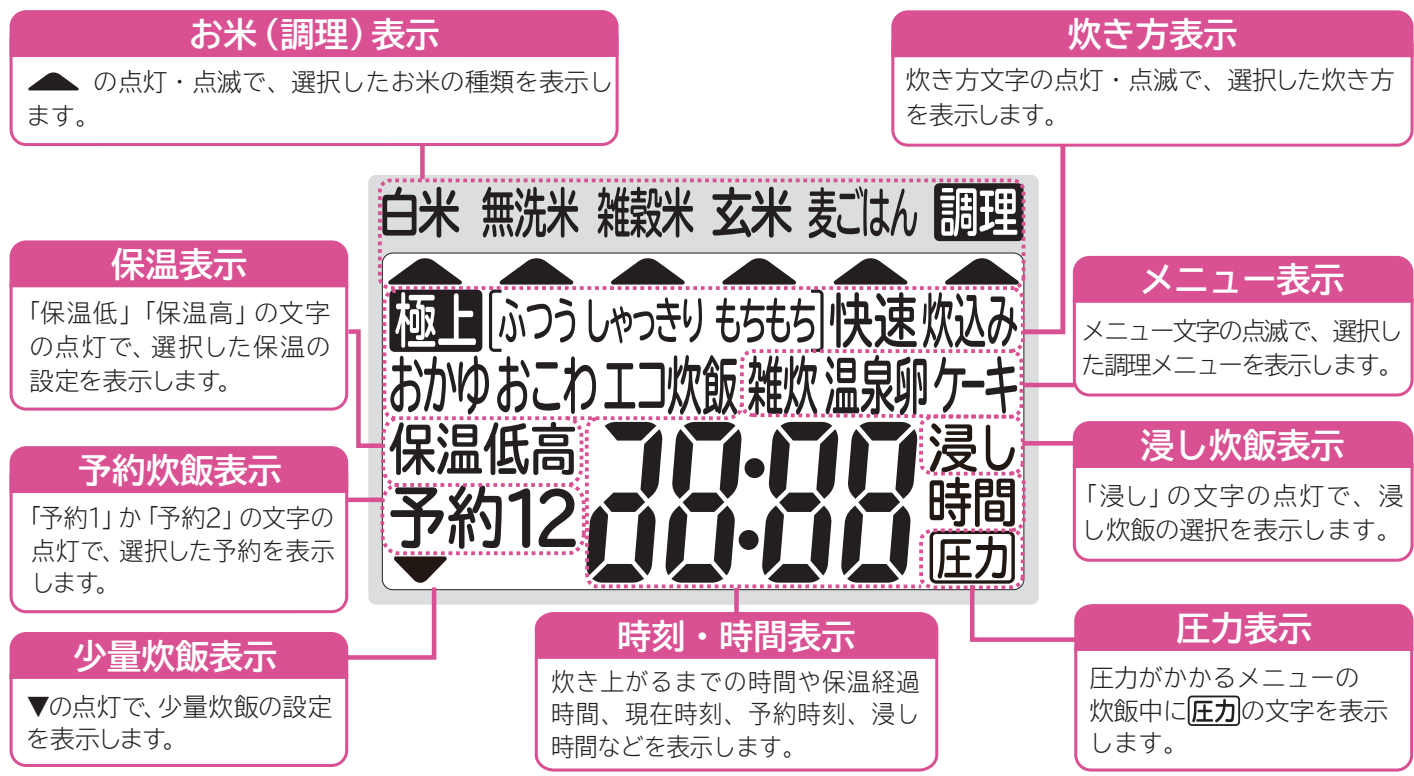 お米（調理）表示
▲ の点灯・点滅で、選択したお米の種類を表示し
ます。
炊き方表示
炊き方文字の点灯・点滅で、選択した炊き方
を表示します。
白米 無洗米 雑穀米 玄米 麦ごはん 調理
極上 [ふつう しゃっきり もちもち] 快速 炊込み
おかゆ おこわ エコ炊飯 雑炊 温泉卵 ケーキ
保温低高
予約12
88:88
浸し
時間
圧力
保温表示
「保温低」「保温高」の文字
の点灯で、選択した保温の
設定を表示します。
予約炊飯表示
「予約1」か「予約2」の文字の
点灯で、選択した予約を表示
します。
少量炊飯表示
▼の点灯で、少量炊飯の設定
を表示します。
時刻・時間表示
炊き上がるまでの時間や保温経過
時間、現在時刻、予約時刻、浸し
時間などを表示します。
メニュー表示
メニュー文字の点滅で、選択し
た調理メニューを表示します。
浸し炊飯表示
「浸し」の文字の点灯で、浸
し炊飯の選択を表示します。
圧力表示
圧力がかかるメニューの
炊飯中に圧力の文字を表示
します。